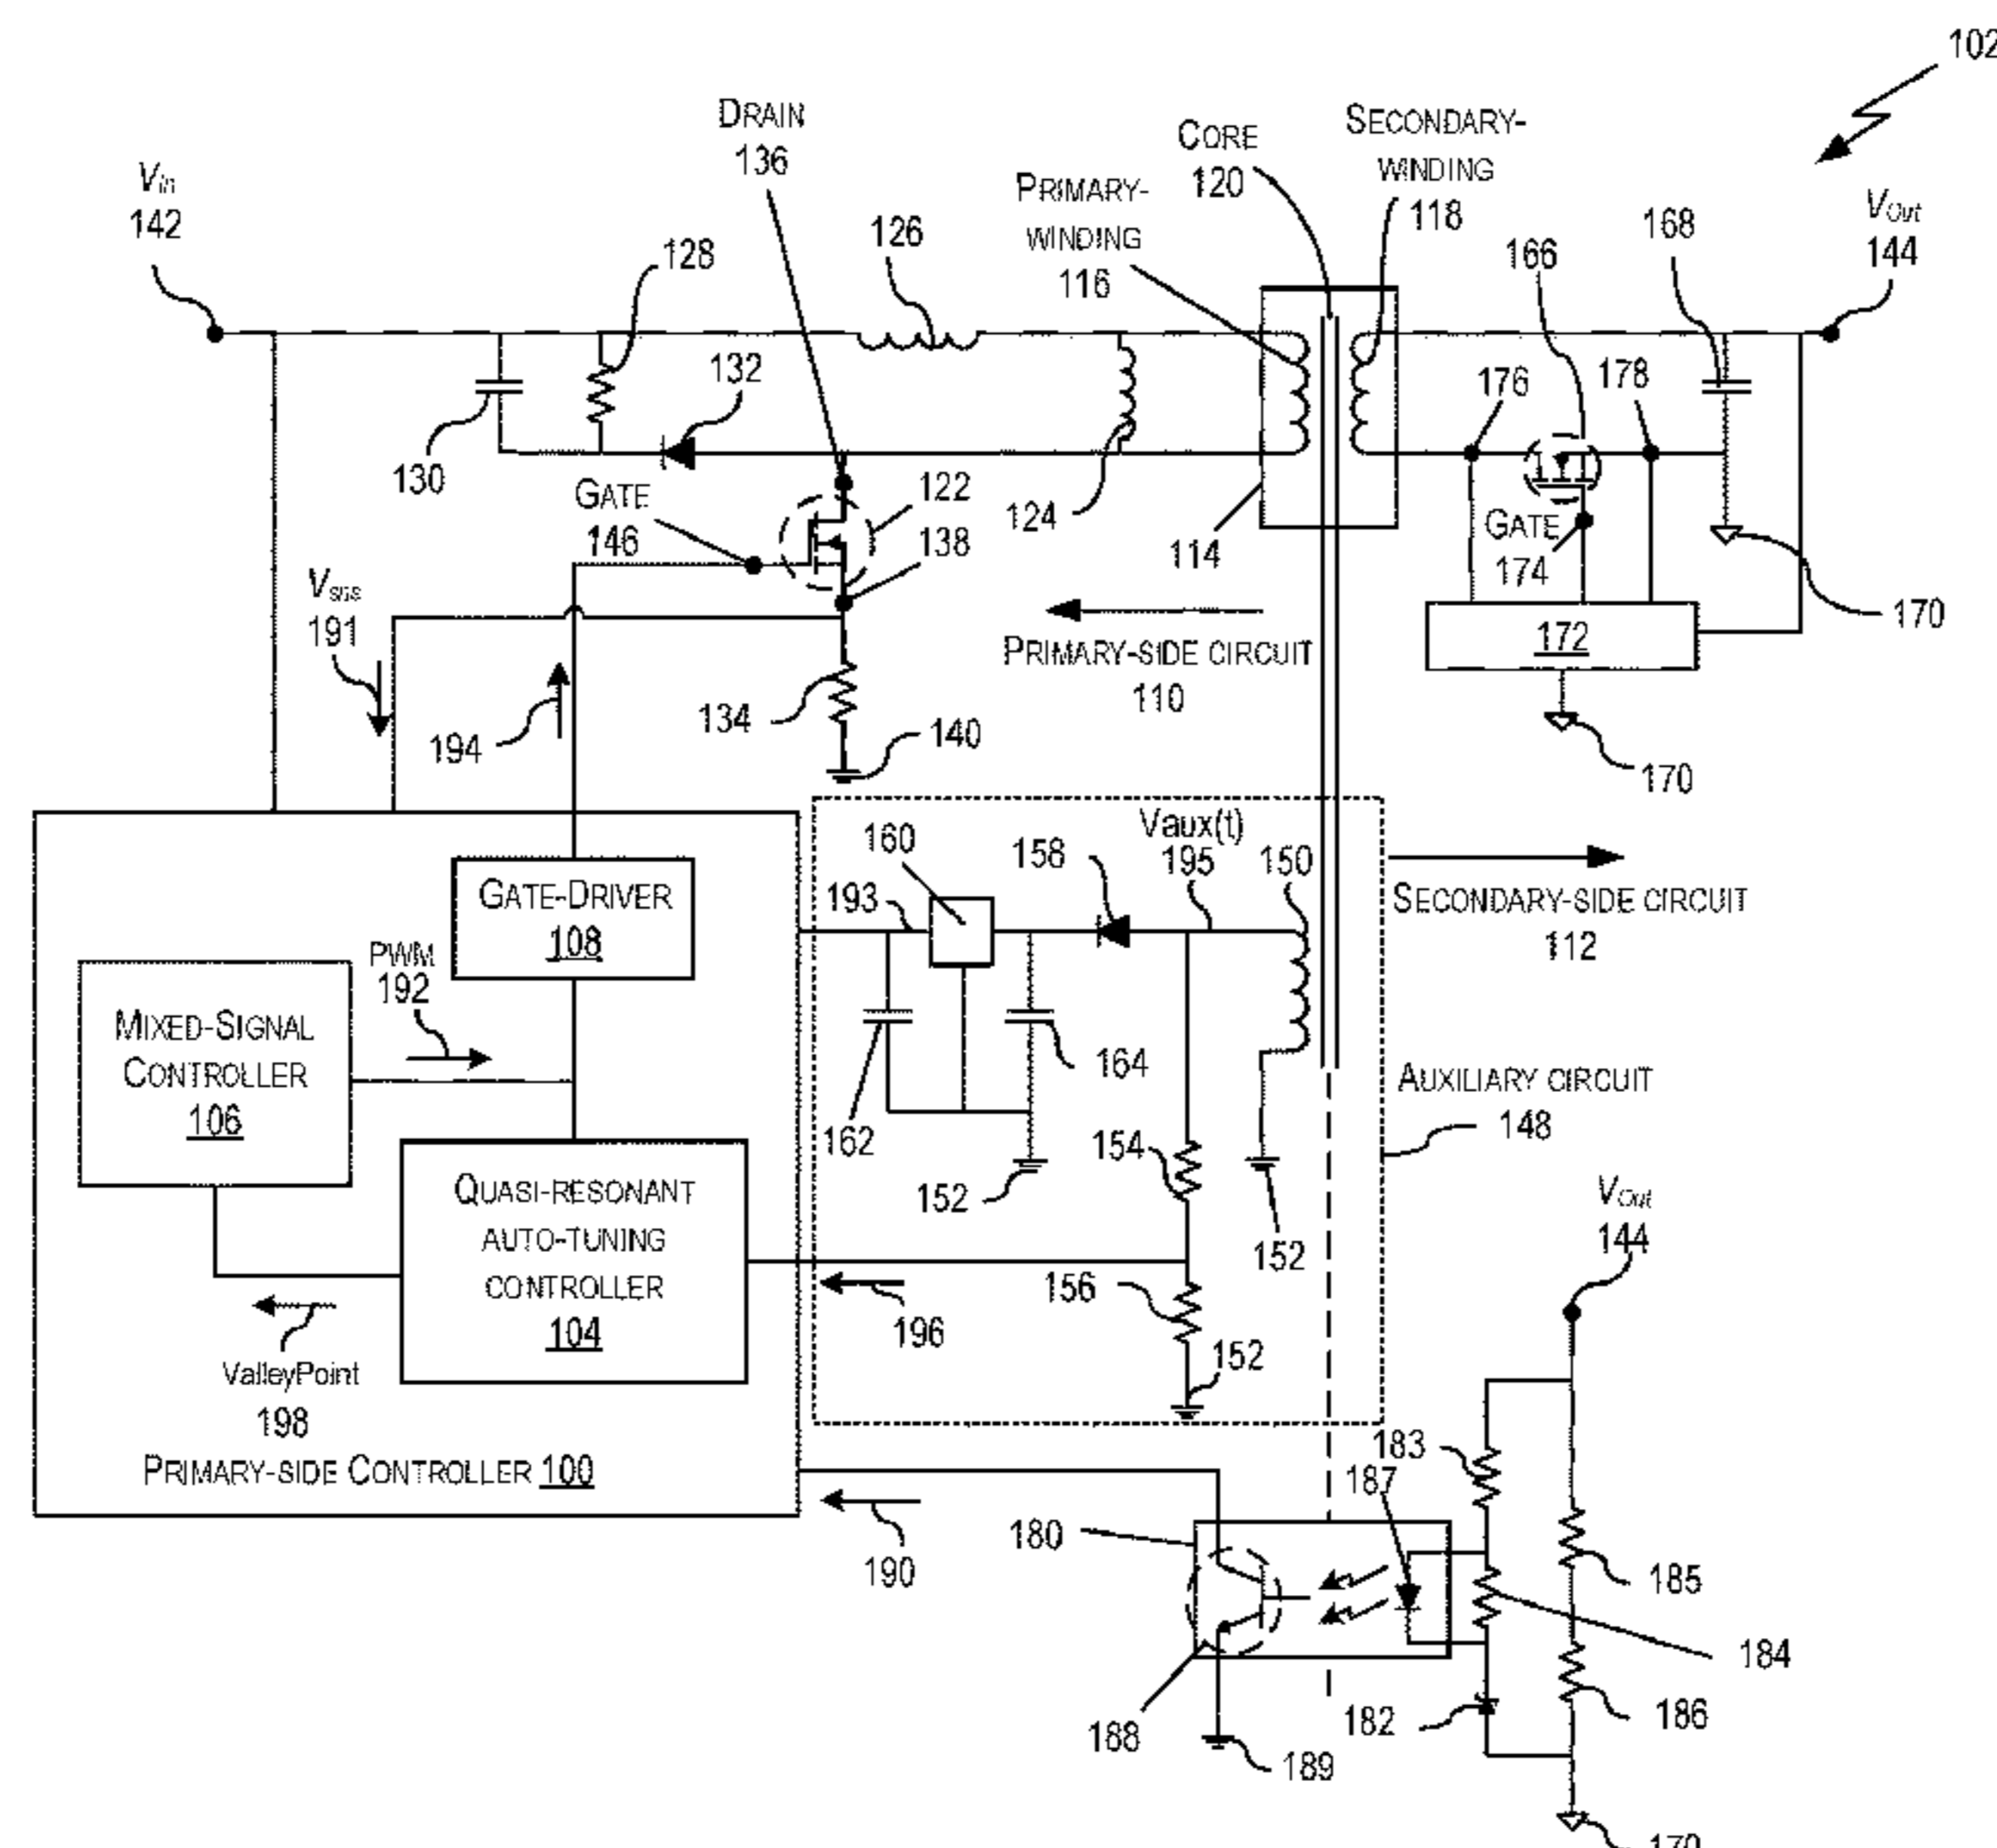 102
DRAIN
136
CORE
120
SECONDARY-
WINDING
118
Vin
142
PRIMARY-
WINDING
116
VOut
144
128
126
166
168
132
176
178
130
GATE
146
122
138
124
114
GATE
174
170
Vsns
191
172
PRIMARY-SIDE CIRCUIT
110
134
194
140
170
160
Vaux(t)
195
158
150
GATE-DRIVER
108
193
SECONDARY-SIDE CIRCUIT
112
PWM
192
MIXED-SIGNAL
CONTROLLER
106
164
AUXILIARY CIRCUIT
148
162
154
152
152
QUASI-RESONANT
AUTO-TUNING
CONTROLLER
104
VOut
144
156
196
152
ValleyPoint
198
183
187
PRIMARY-SIDE CONTROLLER 100
180
190
185
184
182
186
188
189
170